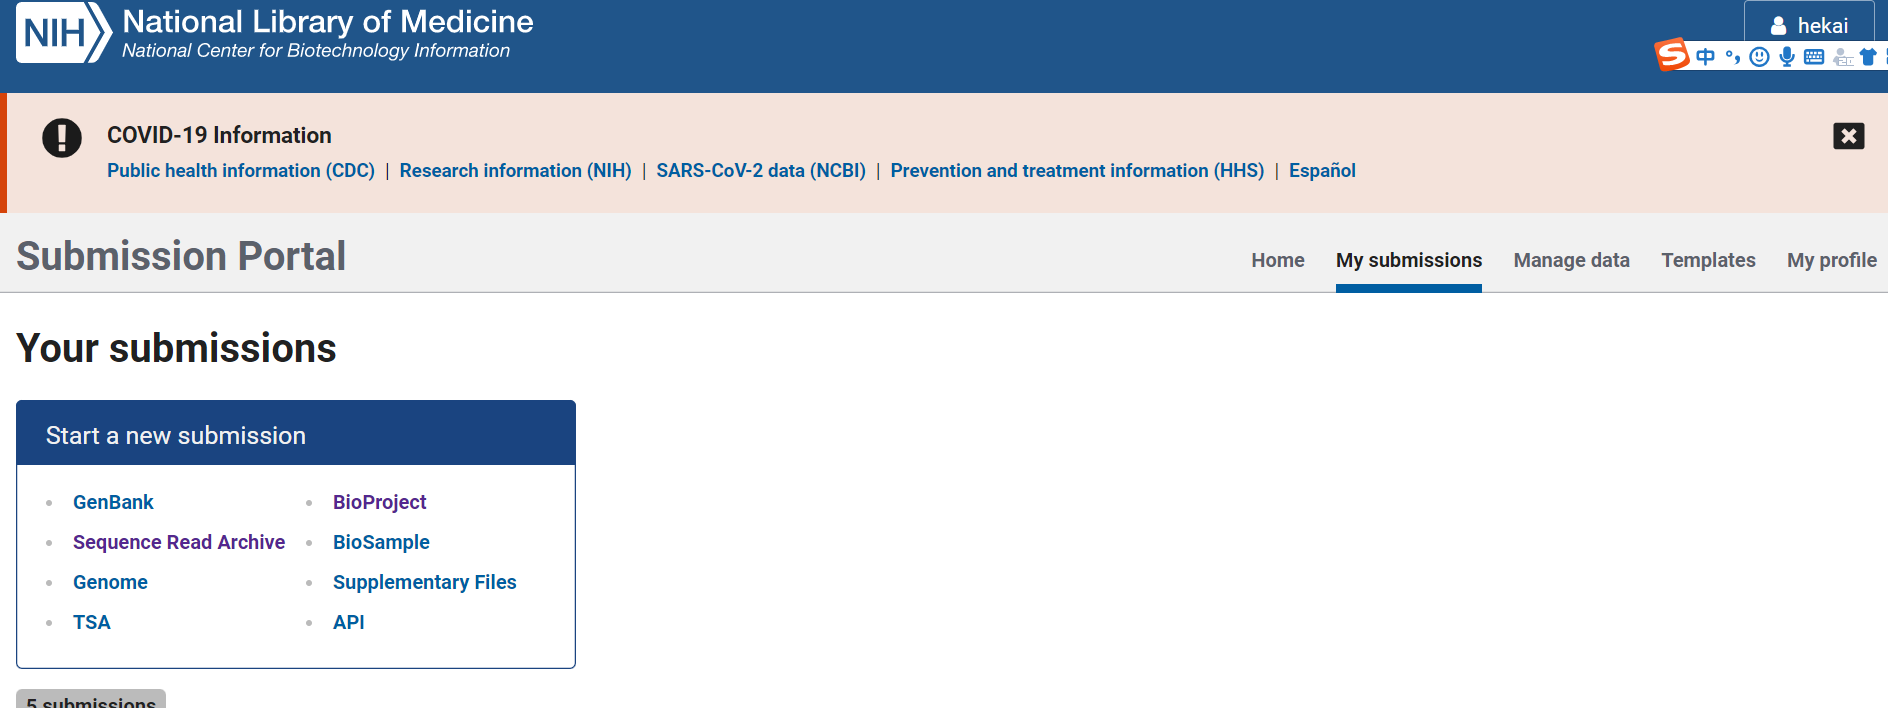 NIH National Library of Medicine
National Center for Biotechnology Information
hekai
中
COVID-19 Information
Public health information (CDC) | Research information (NIH) | SARS-CoV-2 data (NCBI) | Prevention and treatment information (HHS) | Español
Submission Portal
Home My submissions Manage data Templates My profile
Your submissions
Start a new submission
GenBank
Sequence Read Archive
Genome
TSA
BioProject
BioSample
Supplementary Files
API
5 submissions